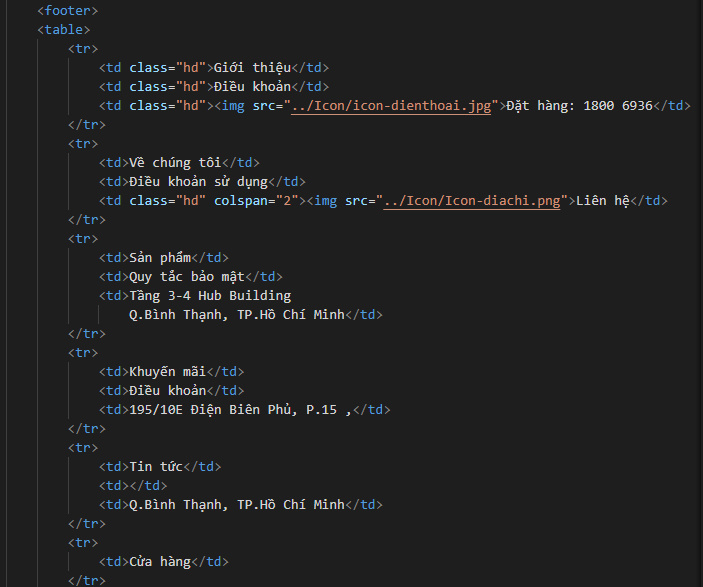 <footer>
<table>
<tr>
<td class="hd">Giới thiệu</td>
<td class="hd">Điều khoản</td>
<td class="hd"><img src="../Icon/icon-dienthoai.jpg">Đặt hàng: 1800 6936</td>
</tr>
<tr>
<td>Về chúng tôi</td>
<td>Điều khoản sử dụng</td>
<td class="hd" colspan="2"><img src="../Icon/Icon-diachi.png">Liên hệ</td>
</tr>
<tr>
<td>Sản phẩm</td>
<td>Quy tắc bảo mật</td>
<td>Tầng 3-4 Hub Building
Q.Bình Thạnh, TP.Hồ Chí Minh</td>
</tr>
<tr>
<td>Khuyến mãi</td>
<td>Điều khoản</td>
<td>195/10E Điện Biên Phủ, P.15 ,</td>
</tr>
<tr>
<td>Tin tức</td>
<td></td>
<td>Q.Bình Thạnh, TP.Hồ Chí Minh</td>
</tr>
<tr>
<td>Cửa hàng</td>
</tr>